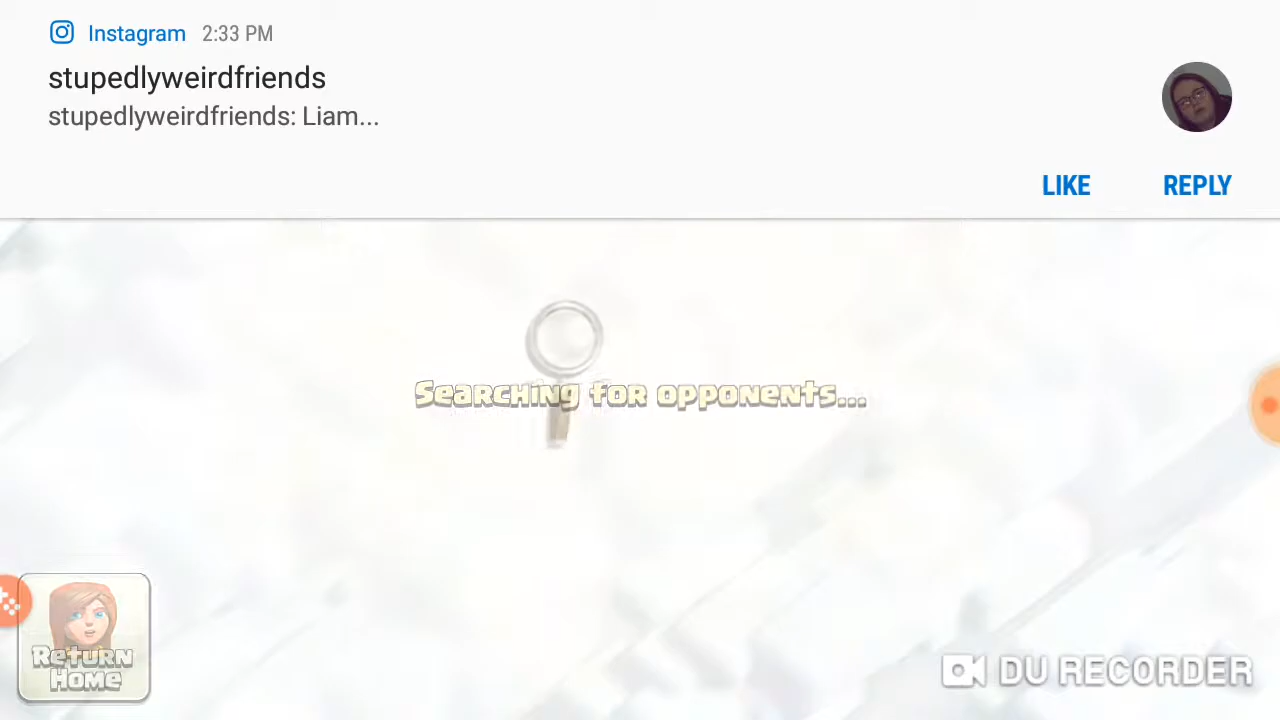 Instagram 2:33 PM
stupedlyweirdfriends
stupedlyweirdfriends: Liam...
LIKE REPLY
Searching for opponents...
Return
Home
DU RECORDER